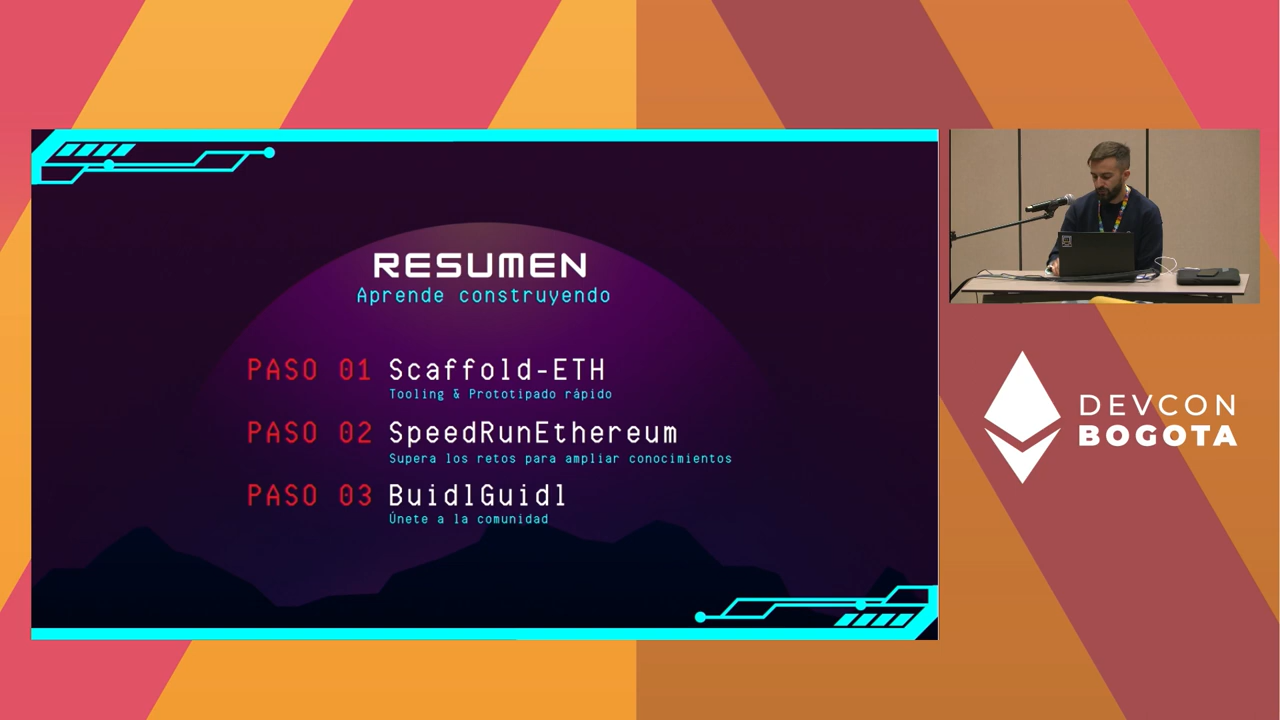 RESUMEN
Aprende construyendo
PASO 01 Scaffold-ETH
Tooling & Prototipado rápido
PASO 02 SpeedRunEthereum
Supera los retos para ampliar conocimientos
PASO 03 BuidlGuidl
Únete a la comunidad
DEVCON
BOGOTA